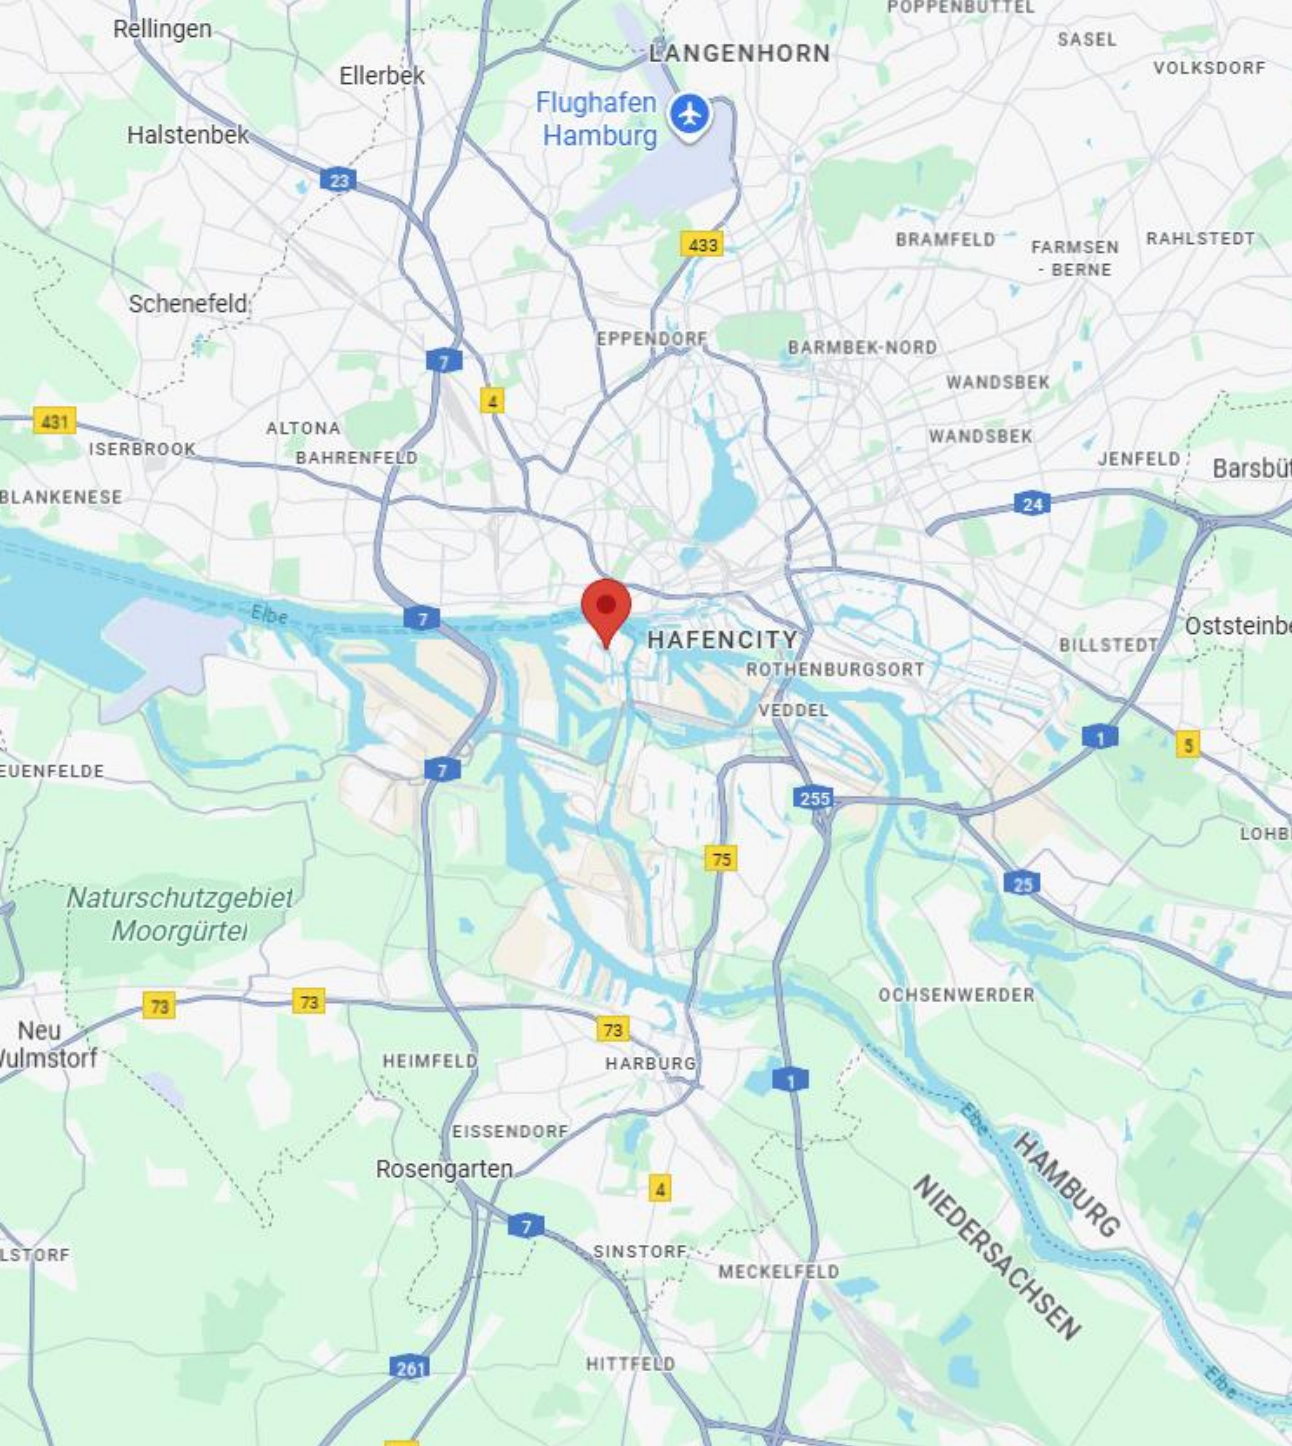 POPPENBÜTTEL
Rellingen
SASEL
LANGENHORN
VOLKSDORF
Ellerbek
Flughafen
Hamburg
Halstenbek
23
433
BRAMFELD
FARMSEN
- BERNE
RAHLSTEDT
Schenefeld
EPPENDORF
BARMBEK-NORD
7
WANDSBEK
4
431
ALTONA
WANDSBEK
ISERBROOK
BAHRENFELD
JENFELD
Barsbüt
BLANKENESE
24
Elbe
7
HAFENCITY
Oststeinbe
BILLSTEDT
ROTHENBURGSORT
VEDDEL
1
5
EUENFELDE
7
255
LOHB
75
25
Naturschutzgebiet
Moorgürtel
OCHSENWERDER
73
73
73
Neu
Wulmstorf
HEIMFELD
HARBURG
1
Elbe
EISSENDORF
HAMBURG
Rosengarten
NIEDERSACHSEN
4
7
SINSTORF
LSTORF
MECKELFELD
HITTFELD
261
Elbe